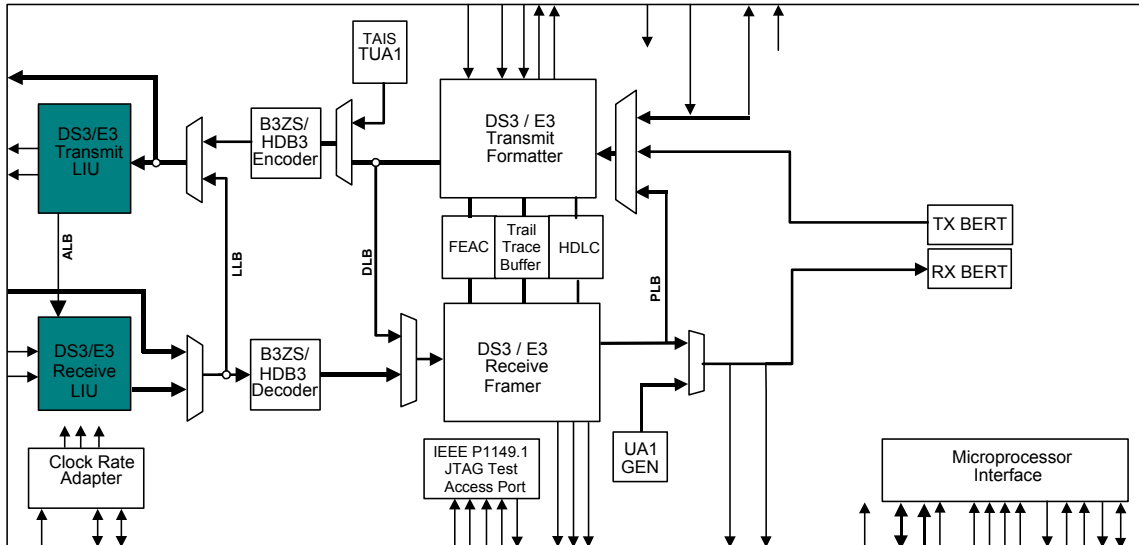 TAIS
TUA1
DS3/E3
Transmit
LIU
B3ZS/
HDB3
Encoder
DS3 / E3
Transmit
Formatter
FEAC
Trail
Trace
Buffer
HDLC
TX BERT
RX BERT
ALB
LLB
DLB
PLB
DS3/E3
Receive
LIU
B3ZS/
HDB3
Decoder
DS3 / E3
Receive
Framer
UA1
GEN
Clock Rate
Adapter
IEEE P1149.1
JTAG Test
Access Port
Microprocessor
Interface